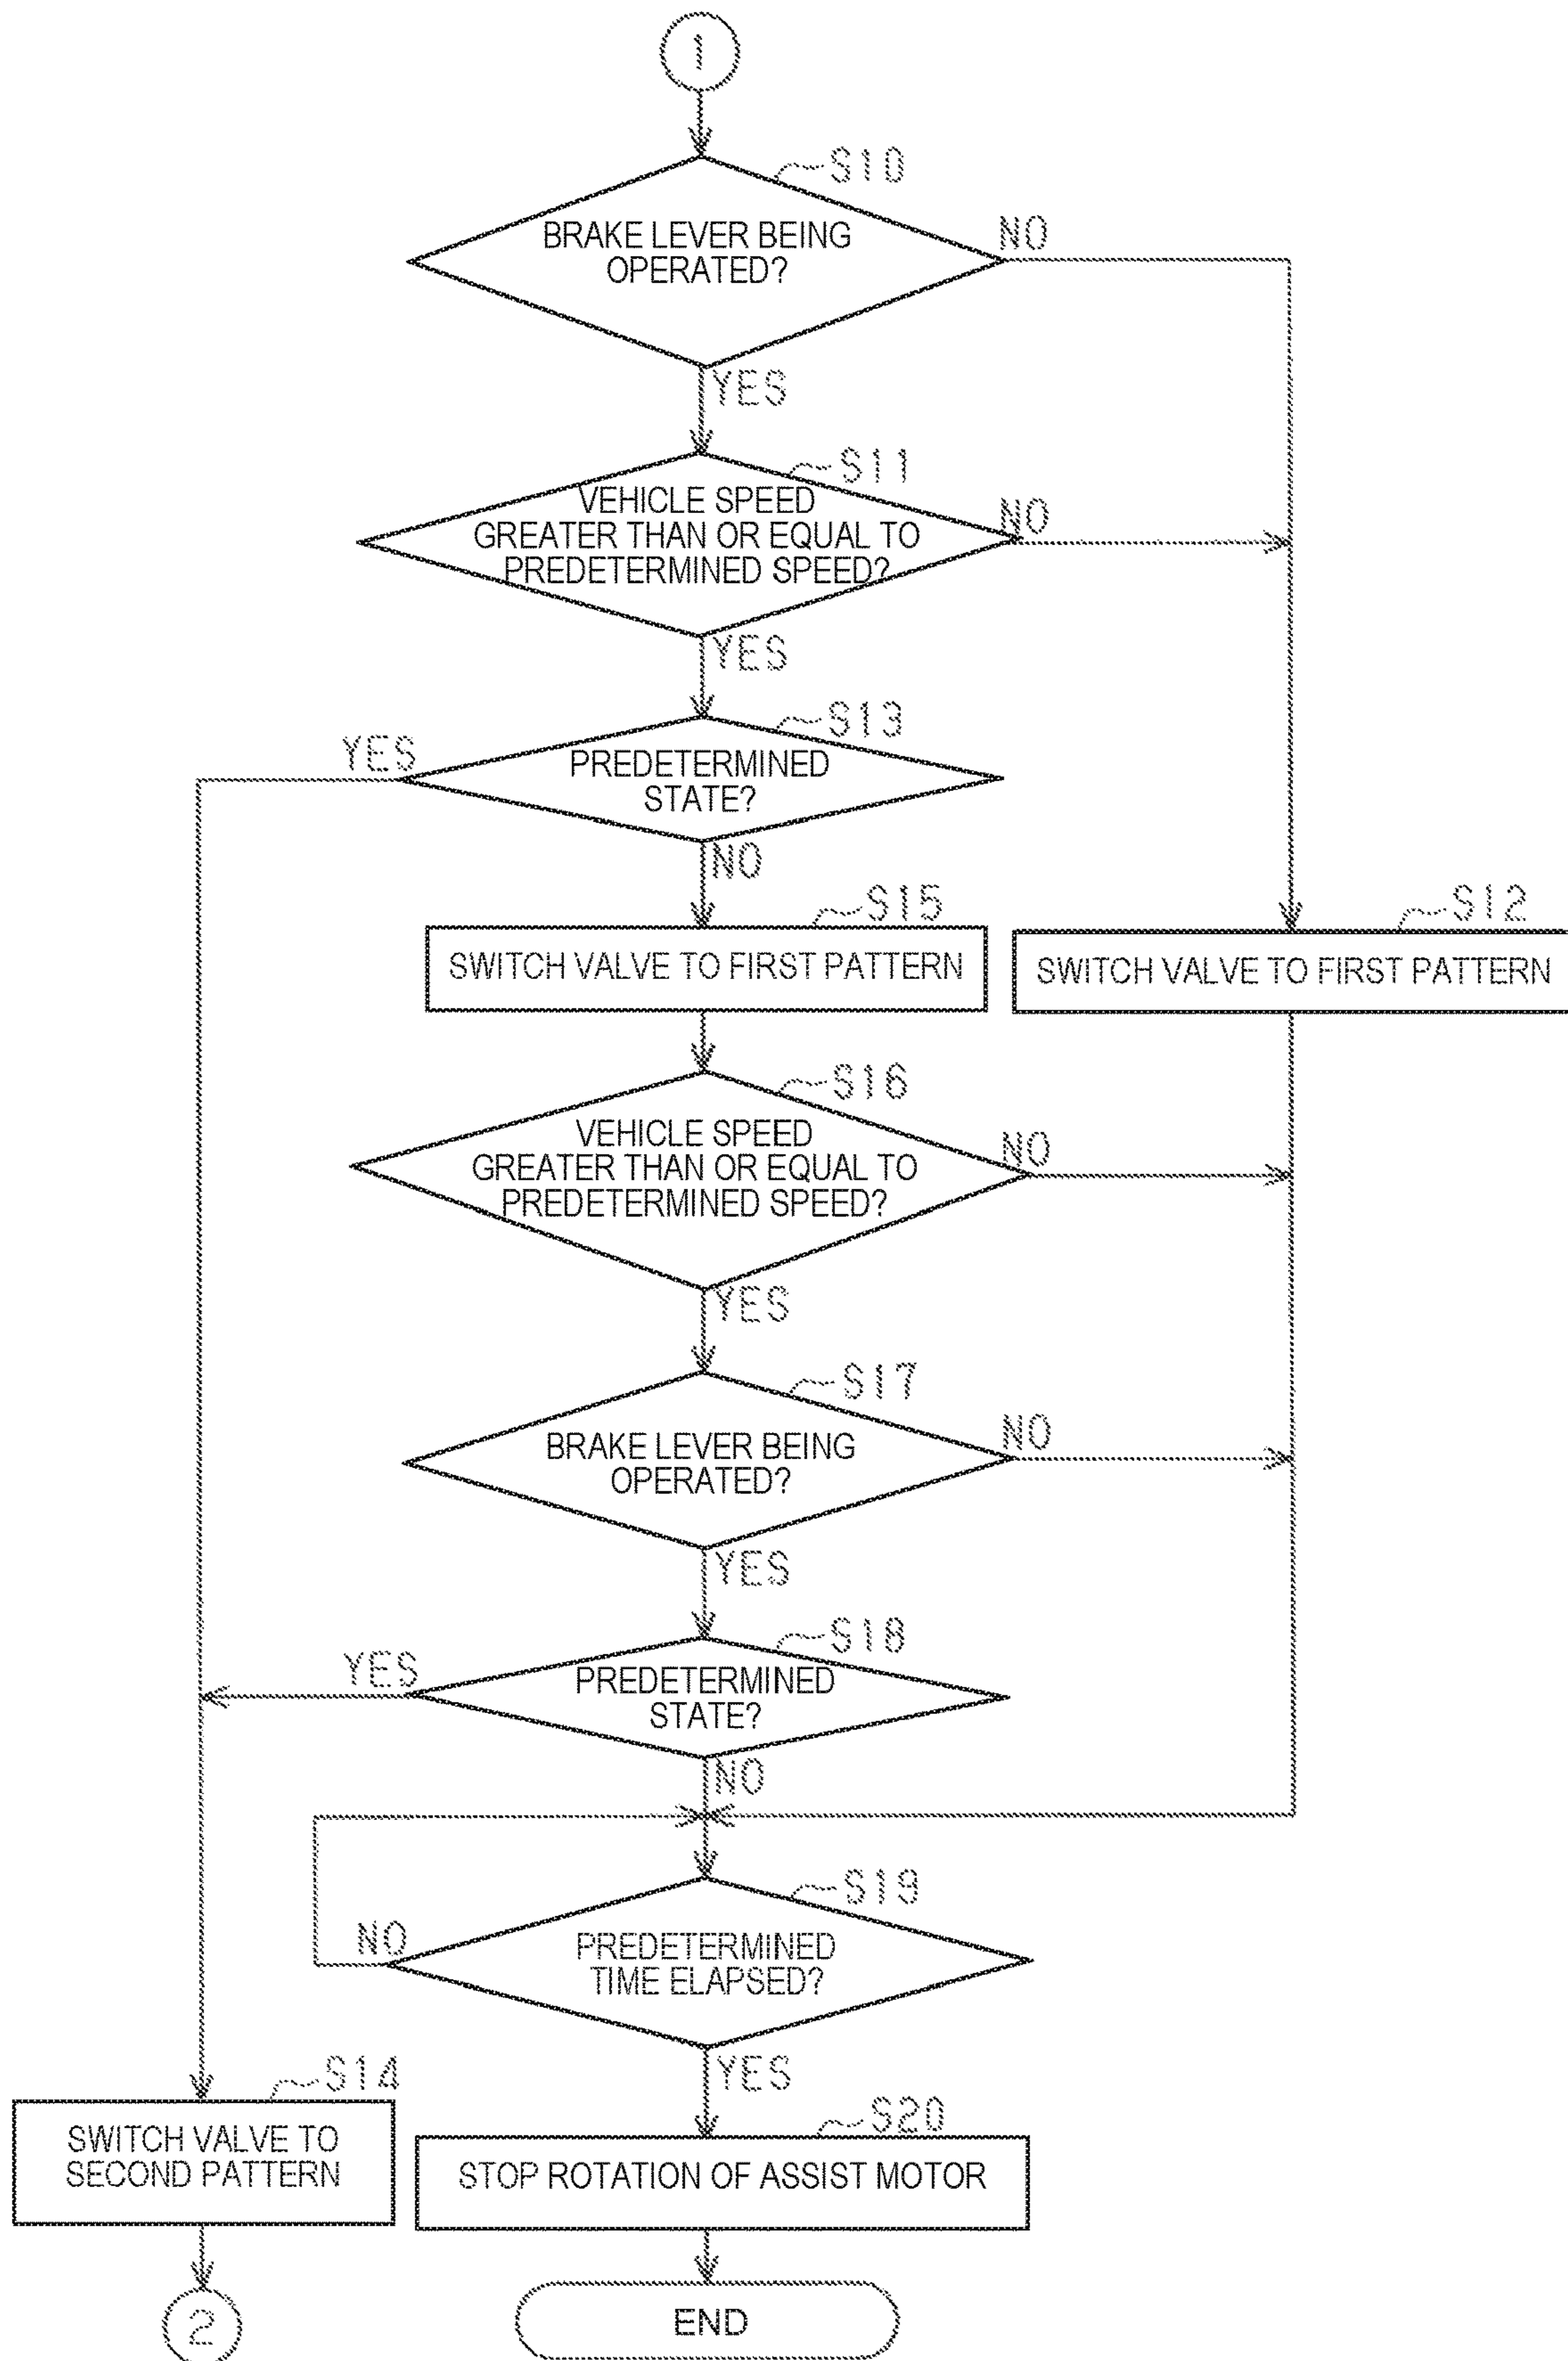 1
S10
BRAKE LEVER BEING
OPERATED?
NO
YES
S11
VEHICLE SPEED
GREATER THAN OR EQUAL TO
PREDETERMINED SPEED?
NO
YES
S13
YES
PREDETERMINED
STATE?
NO
S15
SWITCH VALVE TO FIRST PATTERN
S12
SWITCH VALVE TO FIRST PATTERN
S16
VEHICLE SPEED
GREATER THAN OR EQUAL TO
PREDETERMINED SPEED?
NO
YES
S17
BRAKE LEVER BEING
OPERATED?
NO
YES
S18
YES
PREDETERMINED
STATE?
NO
S19
NO
PREDETERMINED
TIME ELAPSED?
YES
S14
SWITCH VALVE TO
SECOND PATTERN
S20
STOP ROTATION OF ASSIST MOTOR
2
END